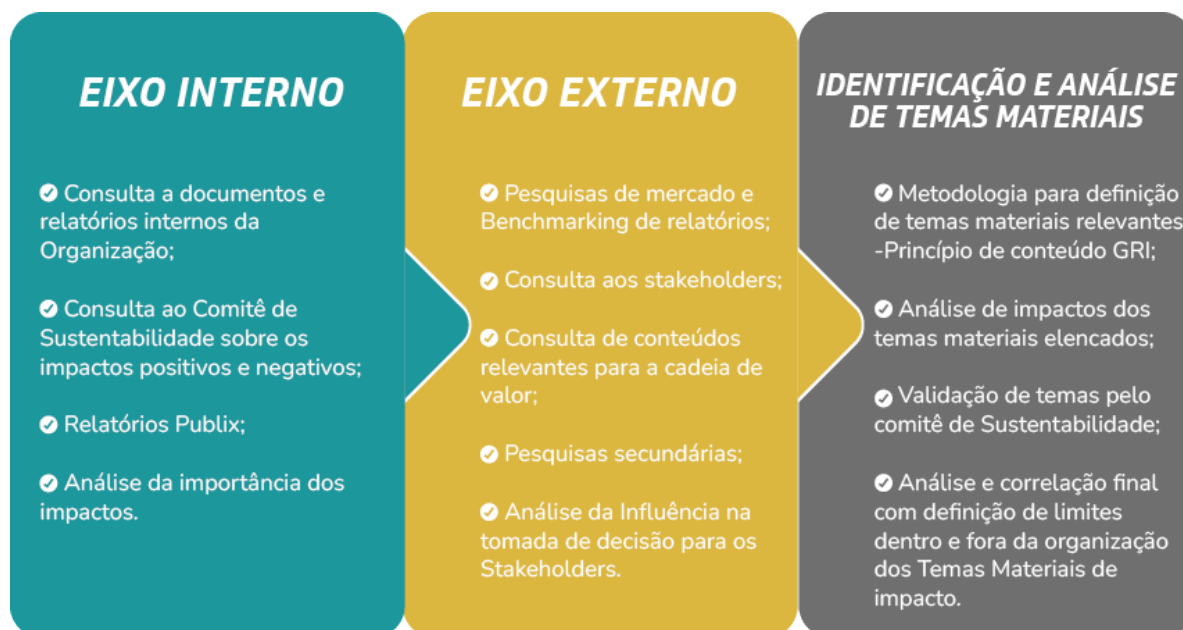 EIXO INTERNO
Consulta a documentos e
relatórios internos da
Organização;
Consulta ao Comitê de
Sustentabilidade sobre os
impactos positivos e negativos;
Relatórios Publix;
Análise da importância dos
impactos.
EIXO EXTERNO
Pesquisas de mercado e
Benchmarking de relatórios;
Consulta aos stakeholders;
Consulta de conteúdos
relevantes para a cadeia de
valor;
Pesquisas secundárias;
Análise da Influência na
tomada de decisão para os
Stakeholders.
IDENTIFICAÇÃO E ANÁLISE
DE TEMAS MATERIAIS
Metodologia para definição
de temas materiais relevantes
-Princípio de conteúdo GRI;
Análise de impactos dos
temas materiais elencados;
Validação de temas pelo
comitê de Sustentabilidade;
Análise e correlação final
com definição de limites
dentro e fora da organização
dos Temas Materiais de
impacto.